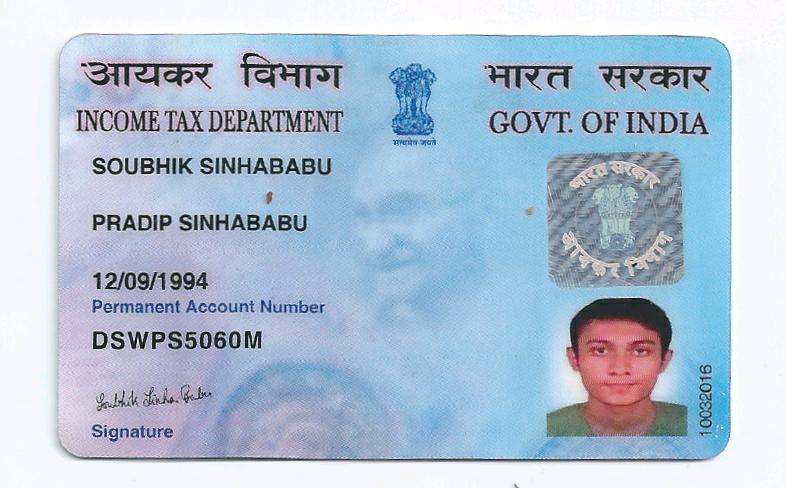 आयकर विभाग
भारत सरकार
INCOME TAX DEPARTMENT
GOVT. OF INDIA
सत्यमेव जयते
SOUBHIK SINHABABU
PRADIP SINHABABU
12/09/1994
Permanent Account Number
DSWPS5060M
Soubhik Sinha Babu
Signature
भारत सरकार
आयकर विभाग
10032016